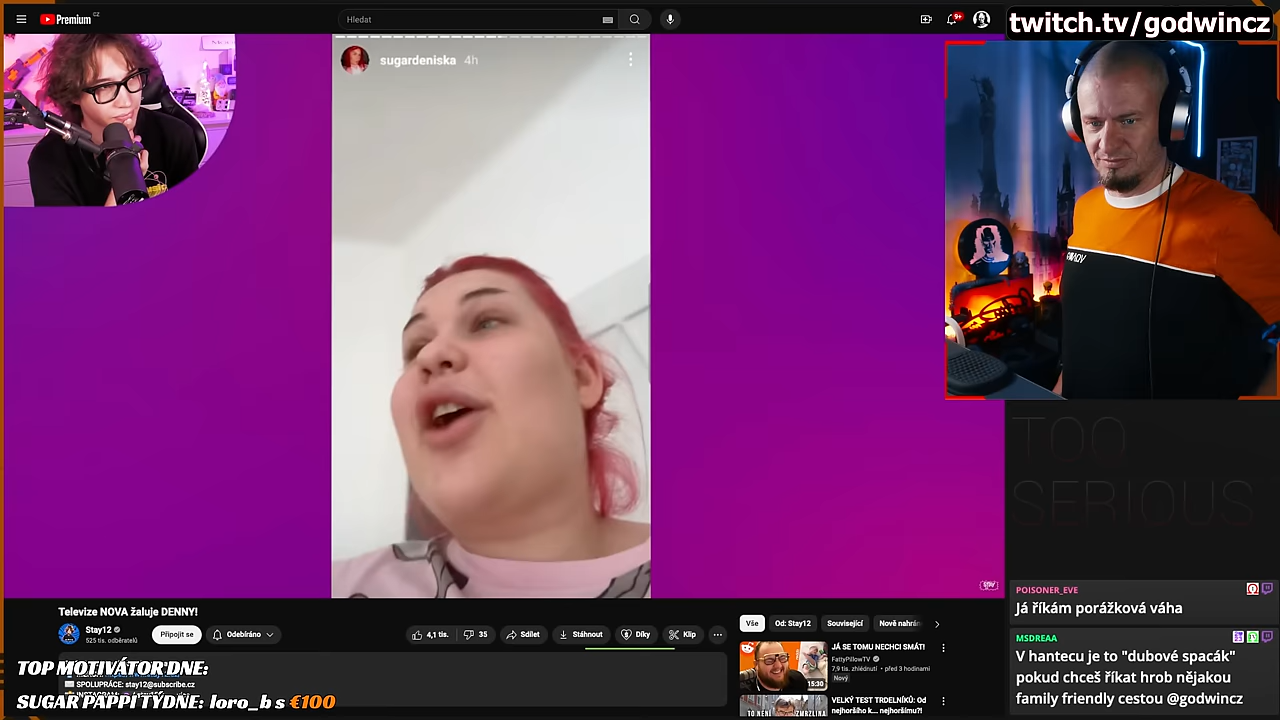 Premium CZ
Hledat
9+
twitch.tv/godwincz
sugardeniska 4h
TOO
SERIOUS
Televize NOVA žaluje DENNY!
Stay12
525 tis. odběratelů
Připojit se
Odebíráno
4,1 tis.
35
Sdílet
Stáhnout
Díky
Klip
Vše
Od: Stay12
Související
Nově nahrán
SPOLUPRÁCE: stay12@subscribe.cz
TOP MOTIVÁTOR DNE:
SUGAR TAPPI TÝDNE: loro_b s €100
JÁ SE TOMU NECHCI SMÁT!
FattyPillowTV
7,9 tis. zhlédnutí • před 3 hodinami
Nový
15:30
VELKÝ TEST TRDELNÍKŮ: Od
nejhoršího k... nejhoršímu?!
POISONER_EVE
Já říkám porážková váha
MSDREAA
V hantecu je to "dubové spacák"
pokud chceš říkat hrob nějakou
family friendly cestou @godwincz